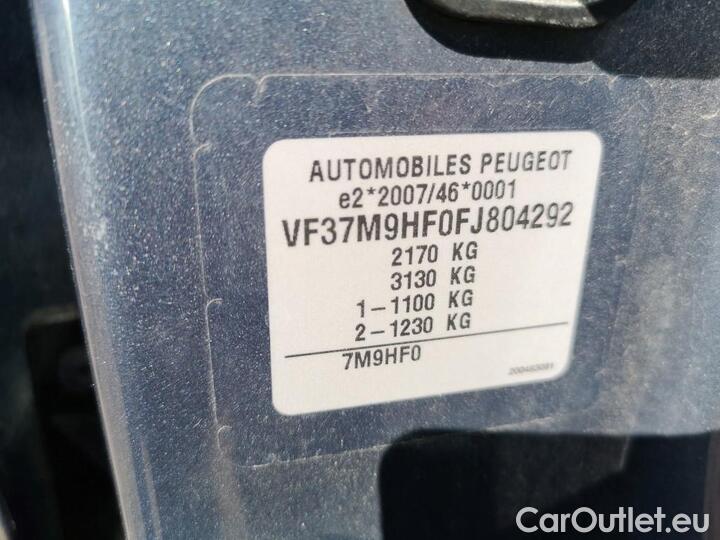 AUTOMOBILES PEUGEOT
e2*2007/46*0001
VF37M9HF0FJ804292
2170 KG
3130 KG
1-1100 KG
2-1230 KG
7M9HF0
CarOutlet.eu